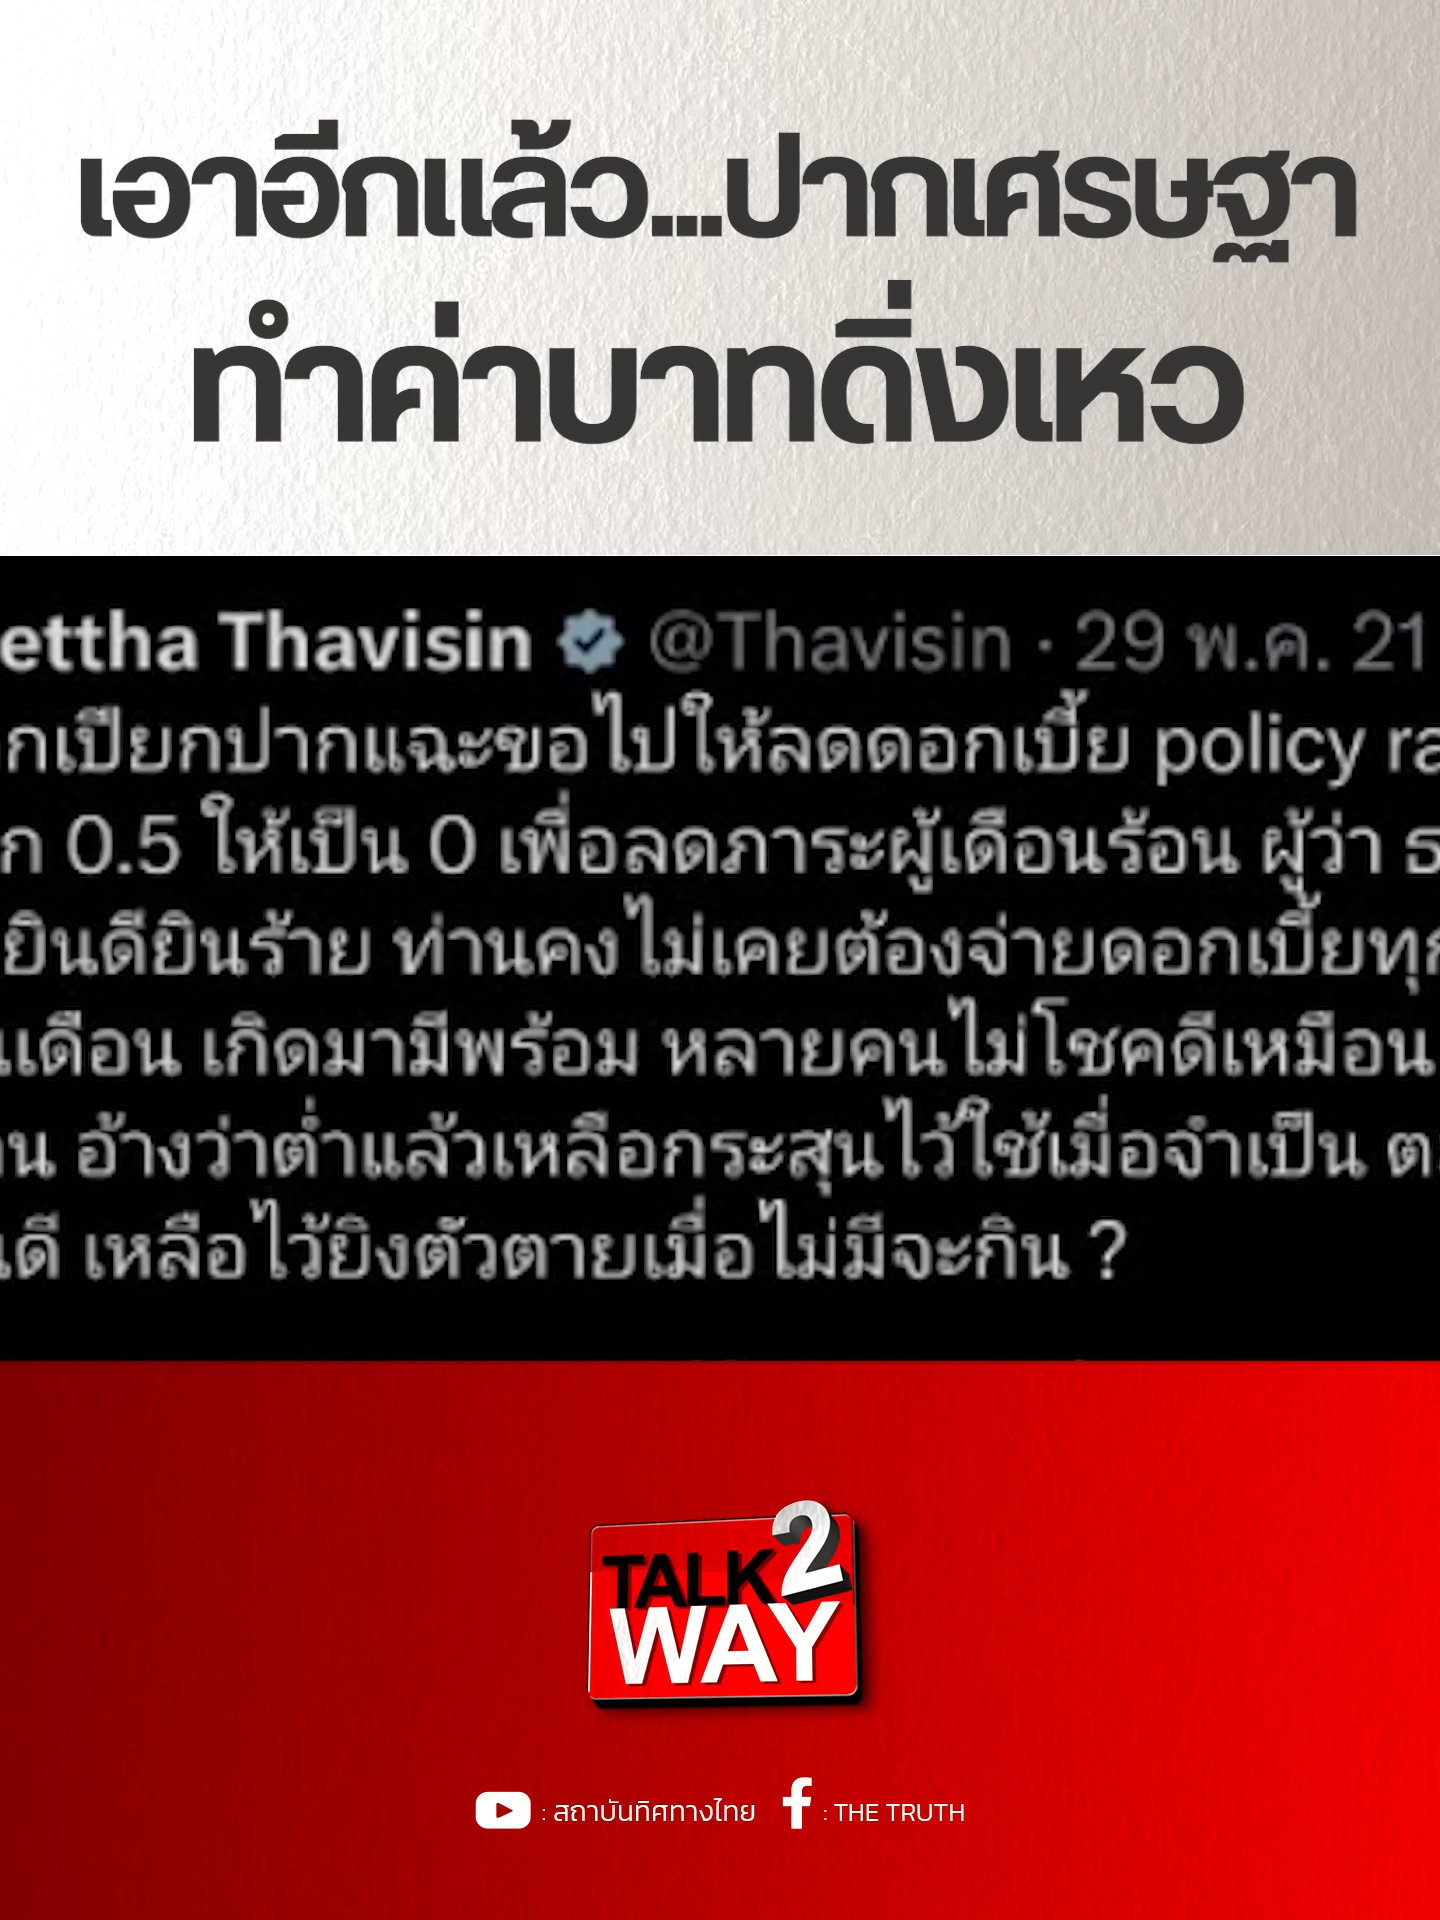 เอาอีกแล้ว...ปากเศรษฐา
ทำค่าบาทดิ่งเหว
ettha Thavisin @Thavisin · 29 พ.ค. 21
กเปียกปากแฉะขอไปให้ลดดอกเบี้ย policy ra
ก 0.5 ให้เป็น 0 เพื่อลดภาระผู้เดือนร้อน ผู้ว่า ธ
ยินดียินร้าย ท่านคงไม่เคยต้องจ่ายดอกเบี้ยทุก
นเดือน เกิดมามีพร้อม หลายคนไม่โชคดีเหมือน
าน อ้างว่าต่ำแล้วเหลือกระสุนไว้ใช้เมื่อจำเป็น ต
เดี เหลือไว้ยิงตัวตายเมื่อไม่มีจะกิน ?
TALK 2
WAY
: สถาบันทิศทางไทย : THE TRUTH